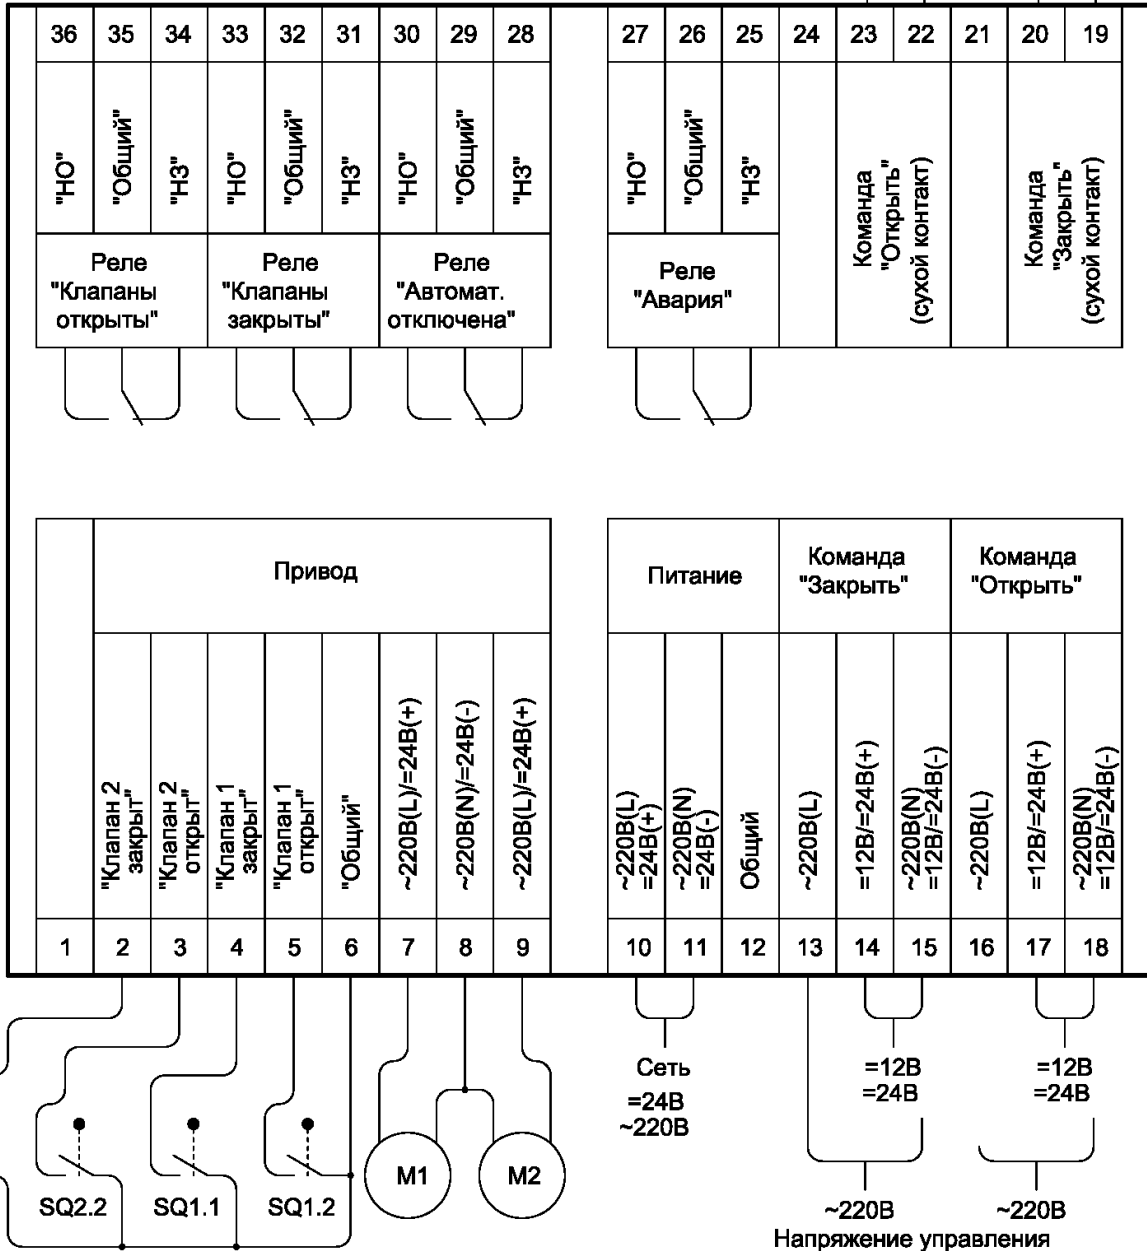 36 35 34 33 32 31 30 29 28 27 26 25 24 23 22 21 20 19
"НО"
"Общий"
"НЗ"
"НО"
"Общий"
"НЗ"
"НО"
"Общий"
"НЗ"
"НО"
"Общий"
"НЗ"
Команда
"Открыть"
(сухой контакт)
Команда
"Закрыть"
(сухой контакт)
Реле
"Клапаны
открыты"
Реле
"Клапаны
закрыты"
Реле
"Автомат.
отключена"
Реле
"Авария"
Привод
Питание
Команда
"Закрыть"
Команда
"Открыть"
"Клапан 2
закрыт"
"Клапан 2
открыт"
"Клапан 1
закрыт"
"Клапан 1
открыт"
"Общий"
~220В(L)/=24В(+)
~220В(N)/=24В(-)
~220В(L)/=24В(+)
~220В(L)
=24В(+)
~220В(N)
=24В(-)
Общий
~220В(L)
=12В/=24В(+)
~220В(N)
=12В/=24В(-)
~220В(L)
=12В/=24В(+)
~220В(N)
=12В/=24В(-)
1 2 3 4 5 6 7 8 9 10 11 12 13 14 15 16 17 18
Сеть
=24В
~220В
=12В
=24В
=12В
=24В
SQ2.2
SQ1.1
SQ1.2
М1
М2
~220В
~220В
Напряжение управления